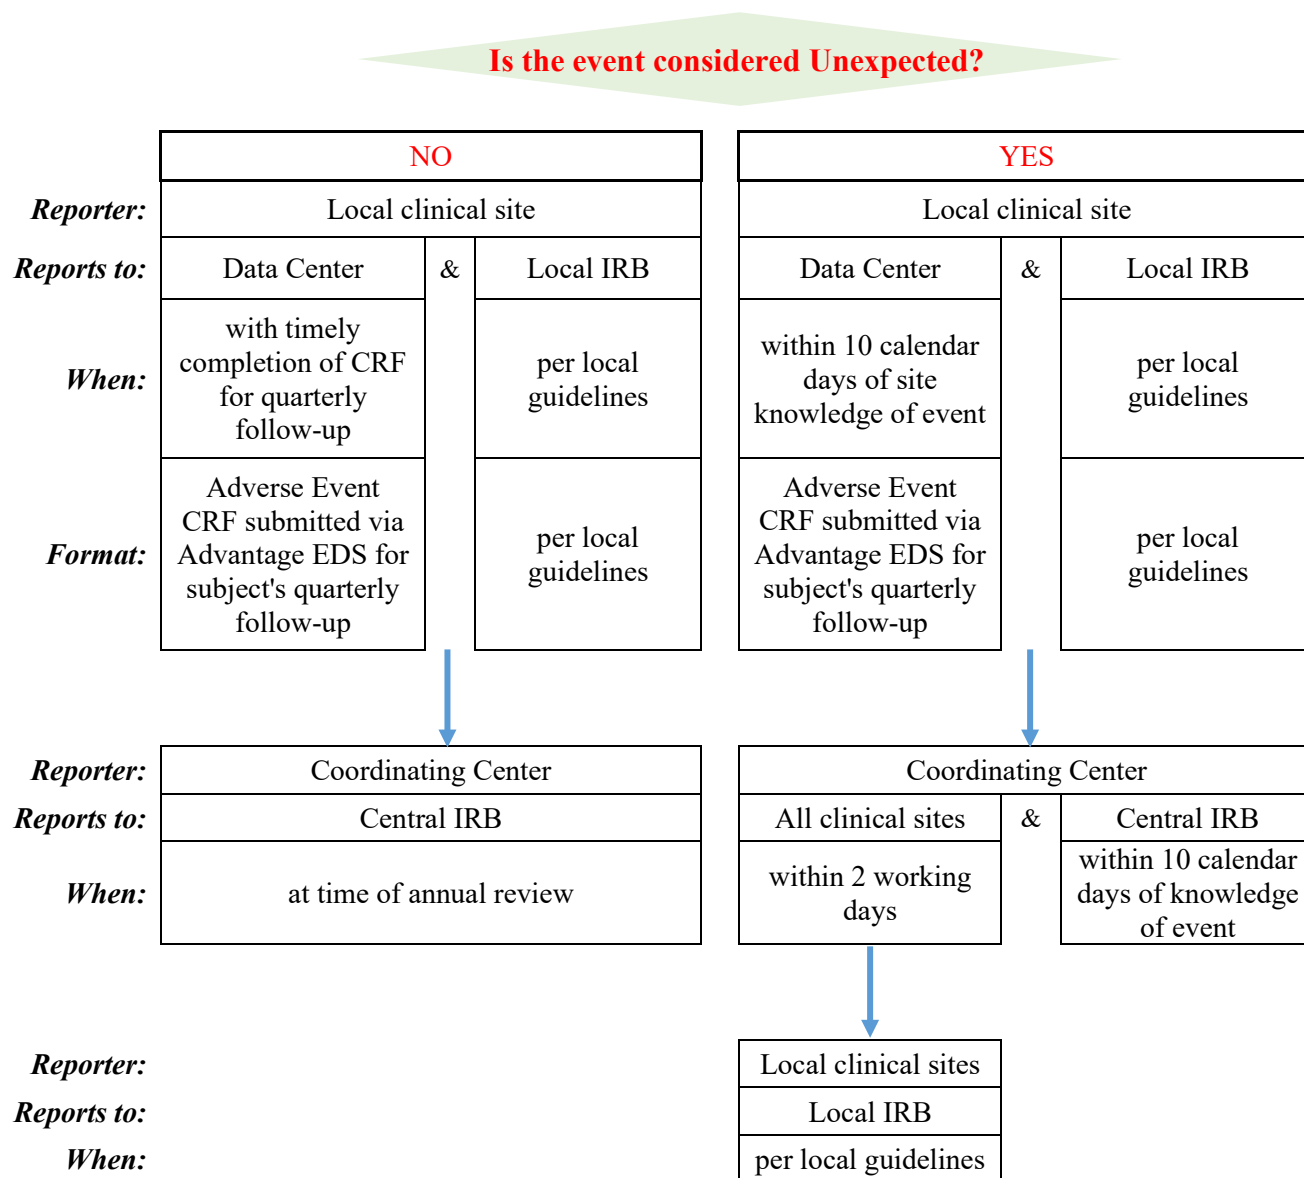 Is the event considered Unexpected?
NO
YES
Reporter:
Local clinical site
Local clinical site
Reports to:
Data Center
&
Local IRB
Data Center
&
Local IRB
When:
with timely
completion of CRF
for quarterly
follow-up
per local
guidelines
within 10 calendar
days of site
knowledge of event
per local
guidelines
Format:
Adverse Event
CRF submitted via
Advantage EDS for
subject's quarterly
follow-up
per local
guidelines
Adverse Event
CRF submitted via
Advantage EDS for
subject's quarterly
follow-up
per local
guidelines
Reporter:
Coordinating Center
Coordinating Center
Reports to:
Central IRB
All clinical sites
&
Central IRB
When:
at time of annual review
within 2 working
days
within 10 calendar
days of knowledge
of event
Reporter:
Local clinical sites
Reports to:
Local IRB
When:
per local guidelines